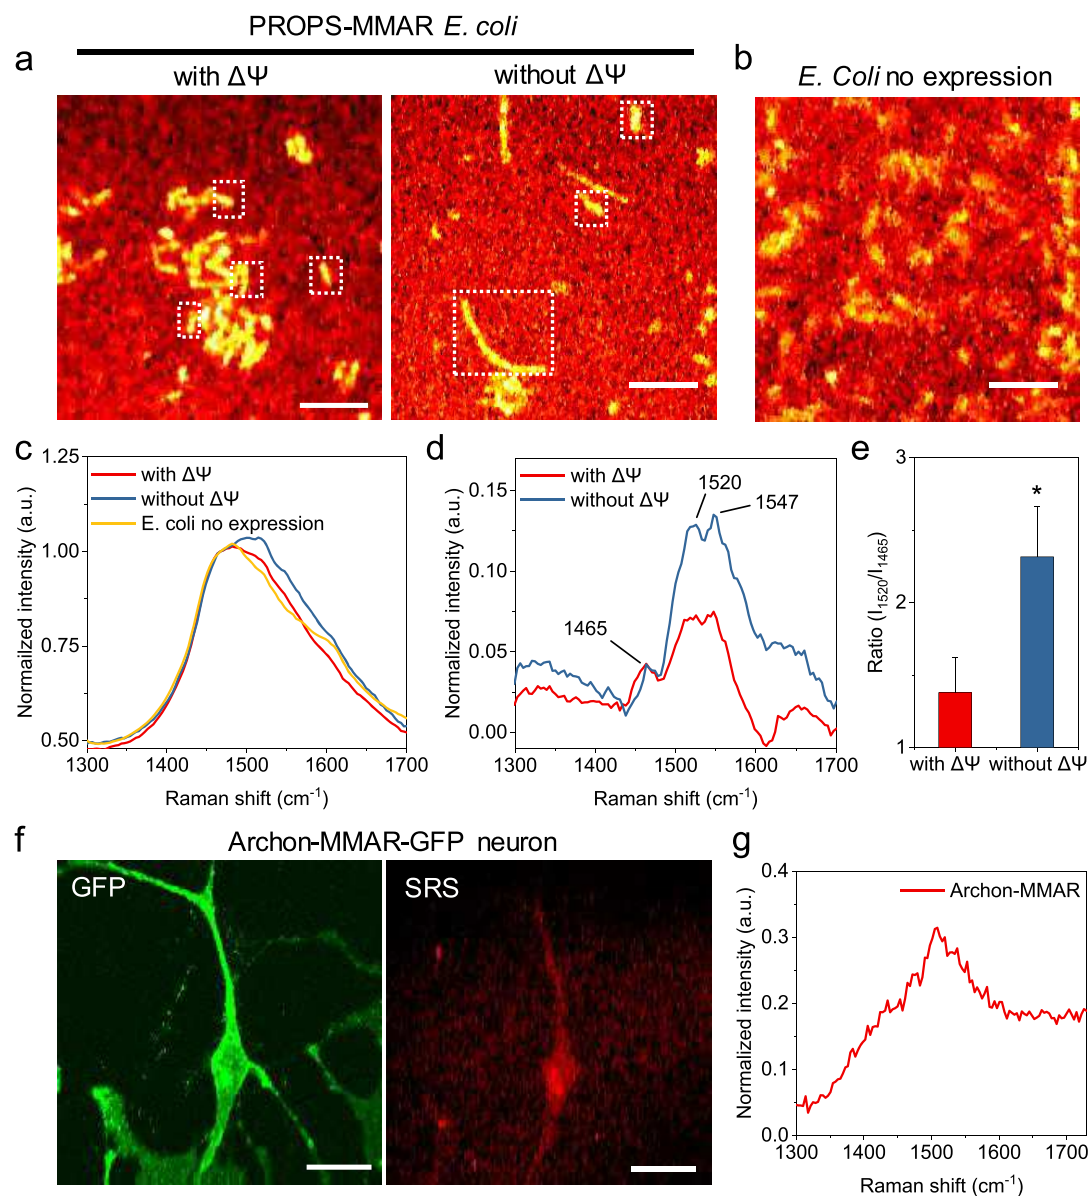 PROPS-MMAR E. coli
a
with ΔΨ
without ΔΨ
b
E. Coli no expression
c
with ΔΨ
without ΔΨ
E. coli no expression
1.25
1.00
0.75
0.50
Normalized intensity (a.u.)
1300 1400 1500 1600 1700
Raman shift (cm⁻¹)
d
with ΔΨ
without ΔΨ
1520
1547
1465
0.15
0.10
0.05
0.00
Normalized intensity (a.u.)
1300 1400 1500 1600 1700
Raman shift (cm⁻¹)
e
*
3
2
1
Ratio (I_1520/I_1465)
with ΔΨ without ΔΨ
f
Archon-MMAR-GFP neuron
GFP
SRS
g
Archon-MMAR
0.4
0.3
0.2
0.1
0.0
Normalized intensity (a.u.)
1300 1400 1500 1600
Raman shift (cm⁻¹)